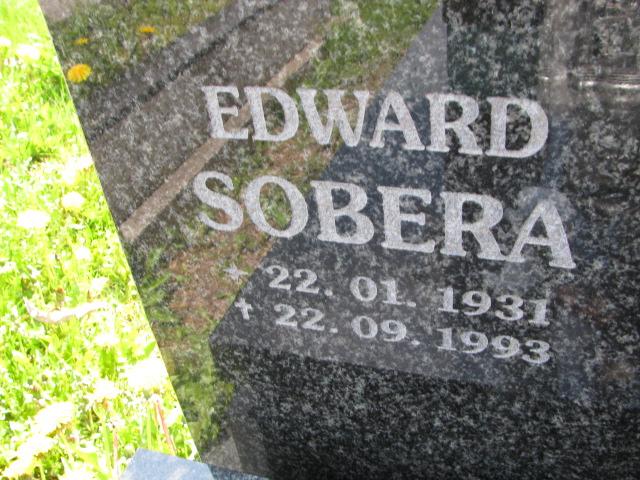 EDWARD
SOBERA
* 22. 01. 1931
✝ 22. 09. 1993